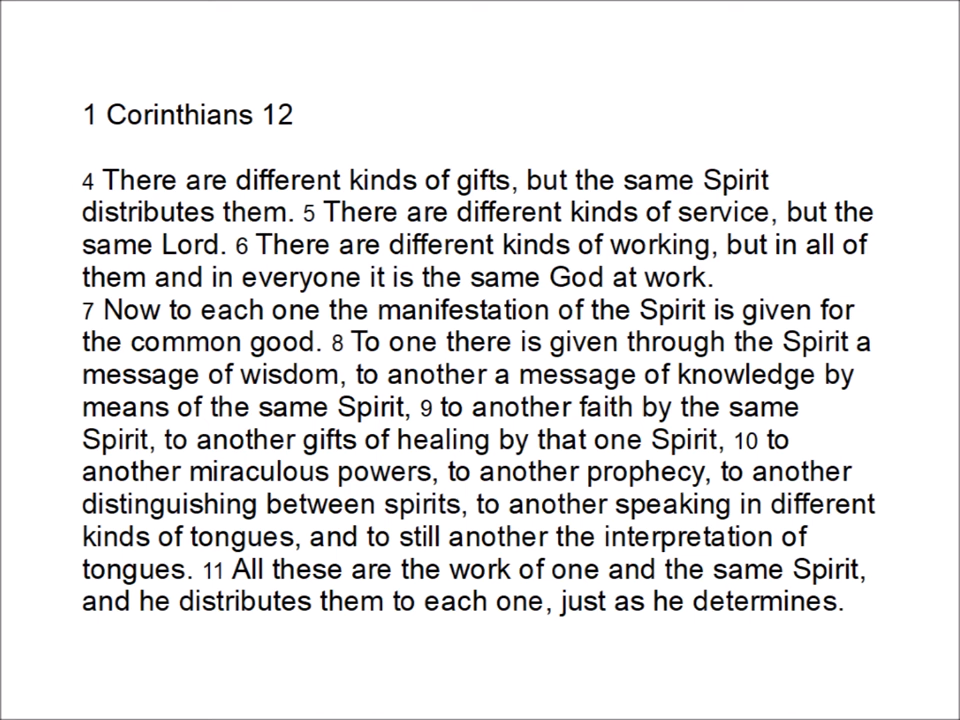 1 Corinthians 12
4 There are different kinds of gifts, but the same Spirit
distributes them. 5 There are different kinds of service, but the
same Lord. 6 There are different kinds of working, but in all of
them and in everyone it is the same God at work.
7 Now to each one the manifestation of the Spirit is given for
the common good. 8 To one there is given through the Spirit a
message of wisdom, to another a message of knowledge by
means of the same Spirit, 9 to another faith by the same
Spirit, to another gifts of healing by that one Spirit, 10 to
another miraculous powers, to another prophecy, to another
distinguishing between spirits, to another speaking in different
kinds of tongues, and to still another the interpretation of
tongues. 11 All these are the work of one and the same Spirit,
and he distributes them to each one, just as he determines.